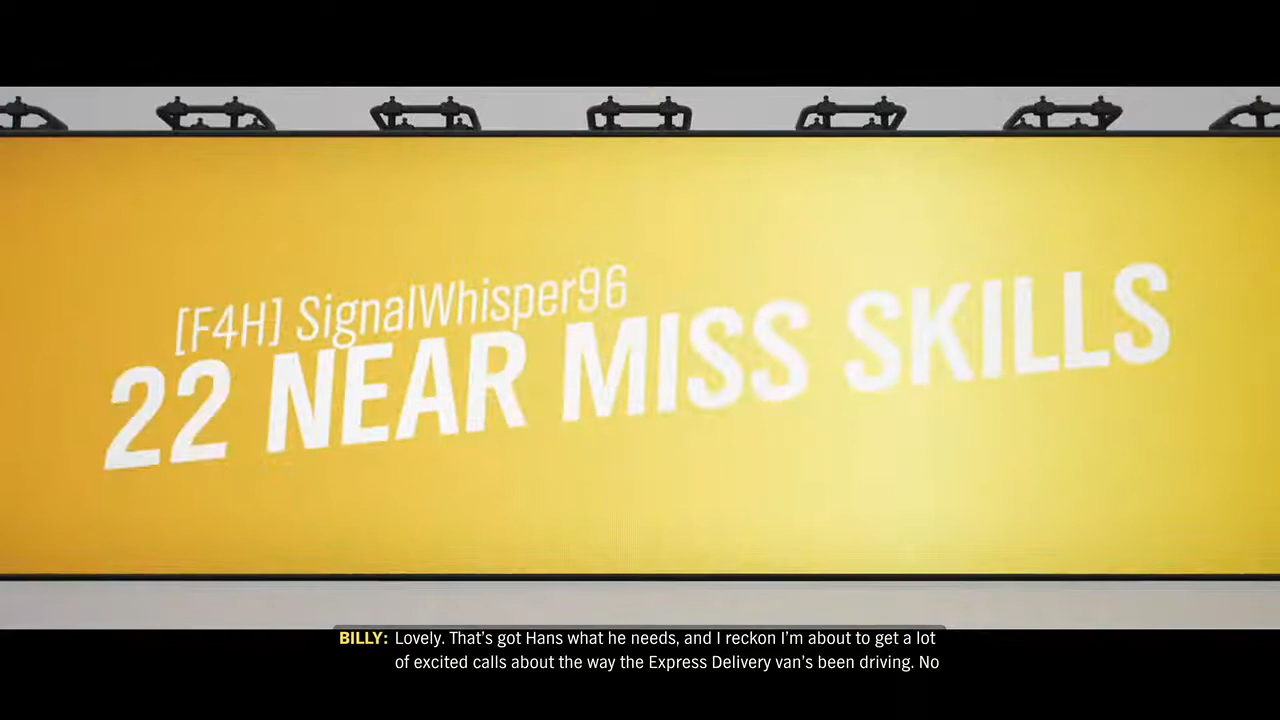 [F4H] SignalWhisper96
22 NEAR MISS SKILLS
BILLY: Lovely. That's got Hans what he needs, and I reckon I'm about to get a lot
of excited calls about the way the Express Delivery van's been driving. No